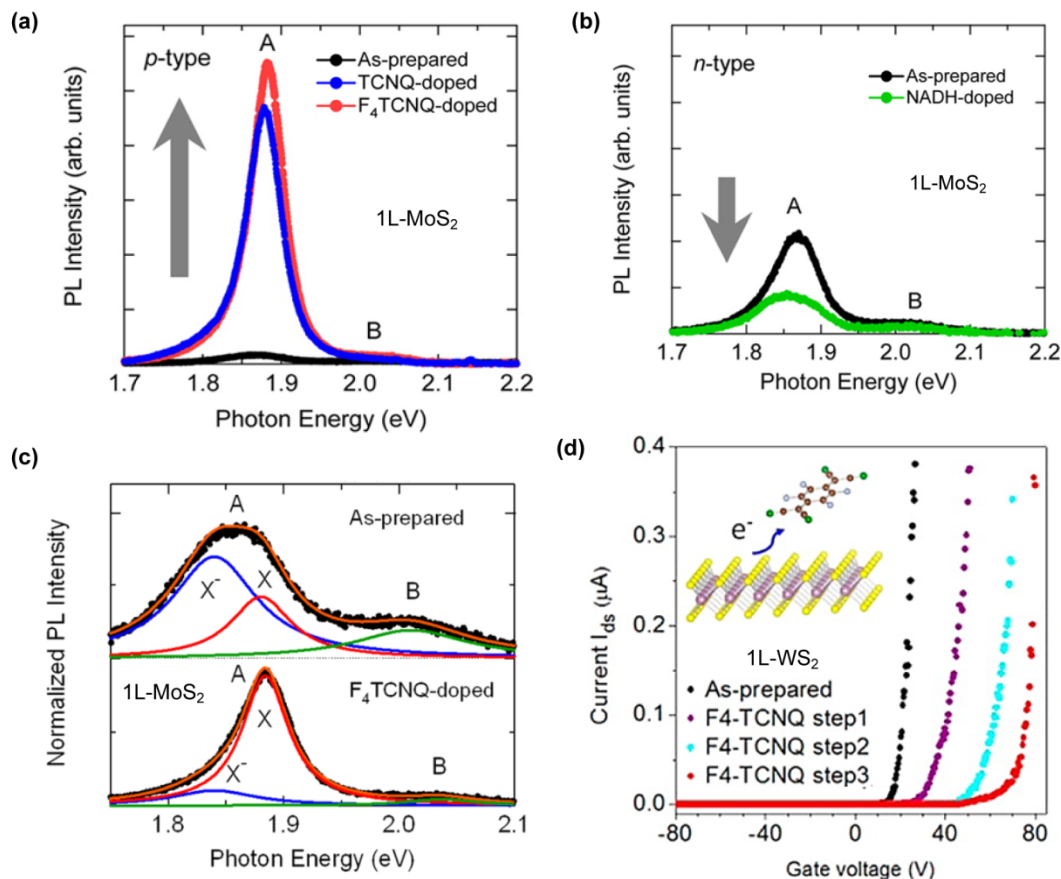 (a)
PL Intensity (arb. units)
p-type
A
As-prepared
TCNQ-doped
F₄TCNQ-doped
1L-MoS₂
B
1.7 1.8 1.9 2.0 2.1 2.2
Photon Energy (eV)
(b)
PL Intensity (arb. units)
n-type
As-prepared
NADH-doped
1L-MoS₂
A
B
1.7 1.8 1.9 2.0 2.1 2.2
Photon Energy (eV)
(c)
Normalized PL Intensity
A
As-prepared
X⁻
X
B
1L-MoS₂
A
F₄TCNQ-doped
X
X⁻
B
1.8 1.9 2.0 2.1
Photon Energy (eV)
(d)
Current I_ds (μA)
0.4
0.3
0.2
0.1
0.0
e⁻
1L-WS₂
As-prepared
F4-TCNQ step1
F4-TCNQ step2
F4-TCNQ step3
-80 -40 0 40 80
Gate voltage (V)